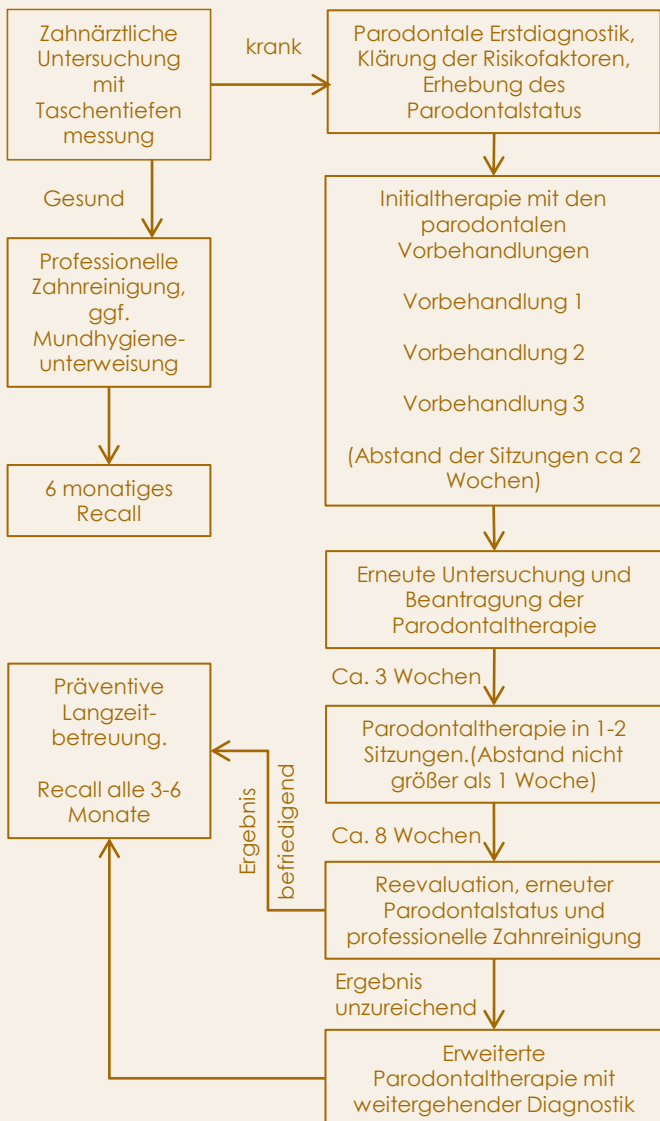 Zahnärztliche
Untersuchung
mit
Taschentiefen
messung
krank
Parodontale Erstdiagnostik,
Klärung der Risikofaktoren,
Erhebung des
Parodontalstatus
Gesund
Professionelle
Zahnreinigung,
ggf.
Mundhygiene-
unterweisung
6 monatiges
Recall
Initialtherapie mit den
parodontalen
Vorbehandlungen
Vorbehandlung 1
Vorbehandlung 2
Vorbehandlung 3
(Abstand der Sitzungen ca 2
Wochen)
Erneute Untersuchung und
Beantragung der
Parodontaltherapie
Ca. 3 Wochen
Parodontaltherapie in 1-2
Sitzungen.(Abstand nicht
größer als 1 Woche)
Ca. 8 Wochen
Reevaluation, erneuter
Parodontalstatus und
professionelle Zahnreinigung
Ergebnis
befriedigend
Präventive
Langzeit-
betreuung.
Recall alle 3-6
Monate
Ergebnis
unzureichend
Erweiterte
Parodontaltherapie mit
weitergehender Diagnostik